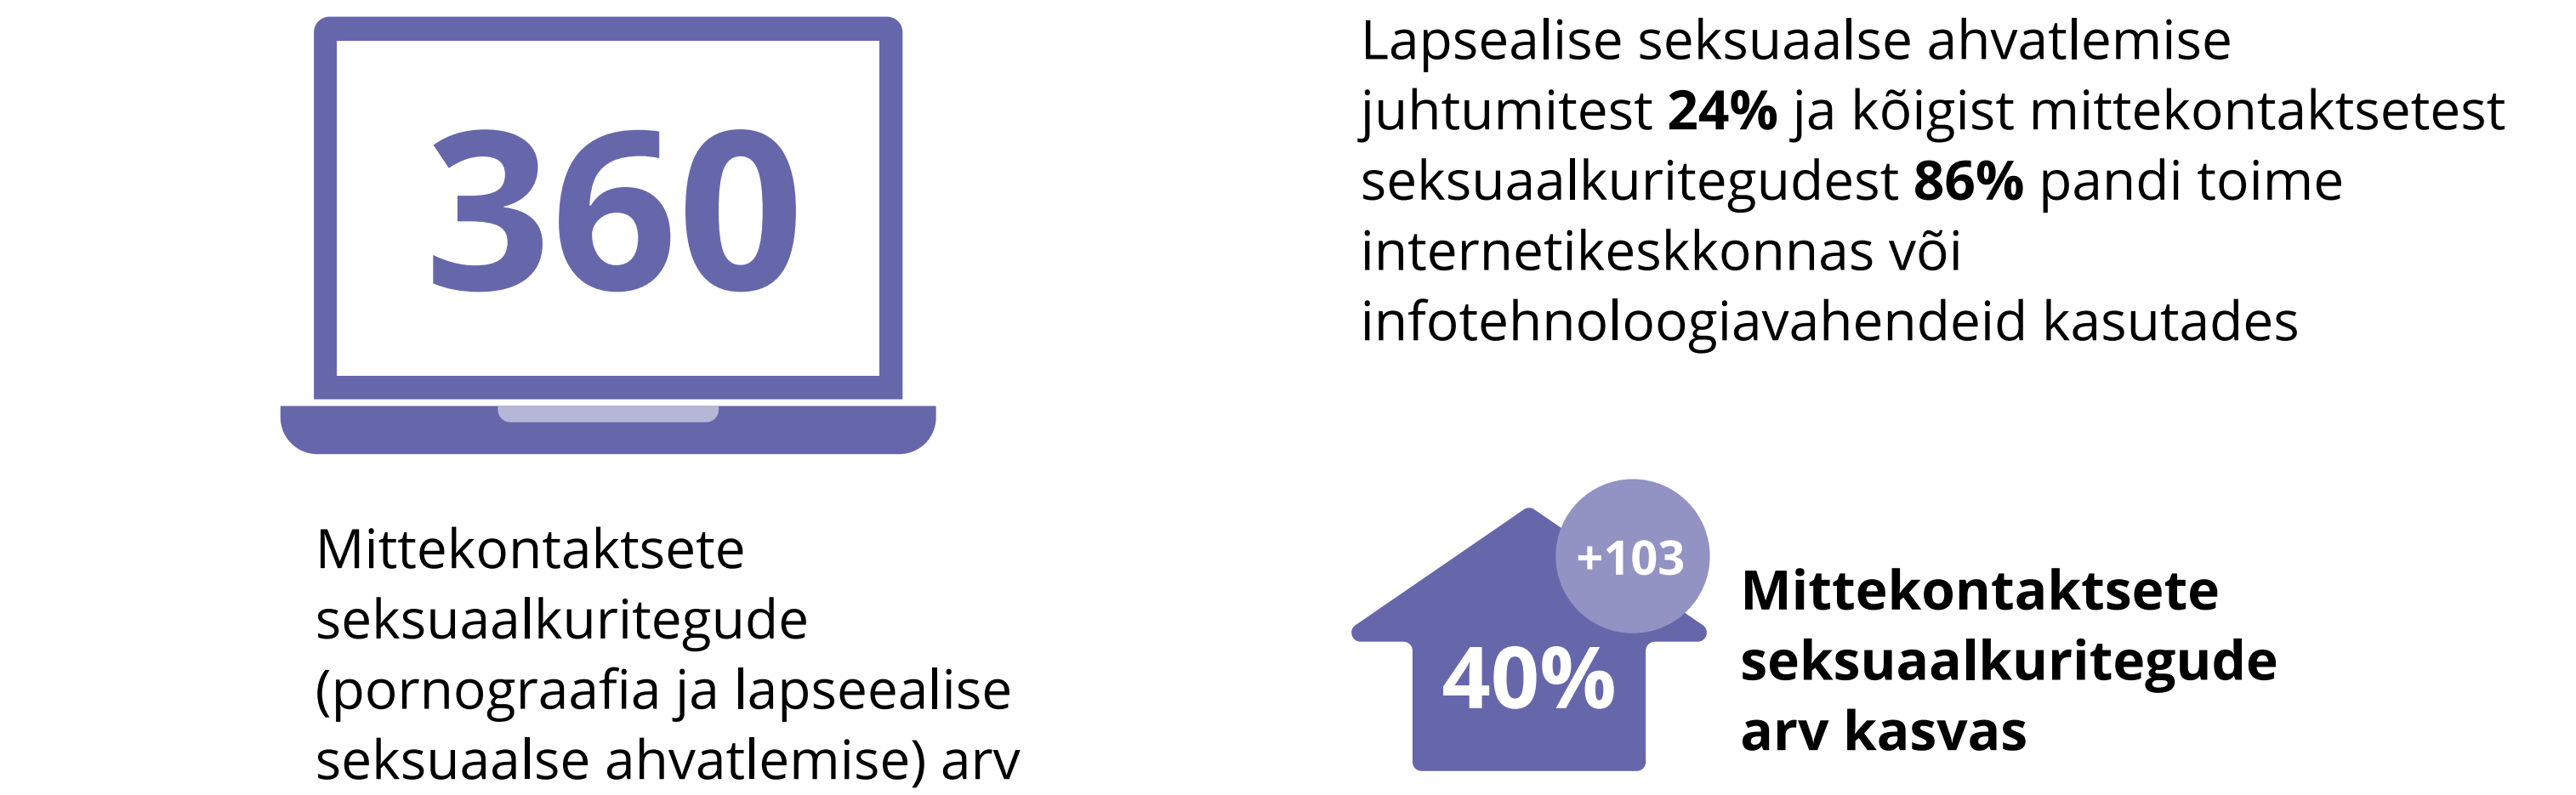 360
Mittekontaktsete
seksuaalkuritegude
(pornograafia ja lapseealise
seksuaalse ahvatlemise) arv
Lapsealise seksuaalse ahvatlemise
juhtumitest 24% ja kõigist mittekontaktsetest
seksuaalkuritegudest 86% pandi toime
internetikeskkonnas või
infotehnoloogiavahendeid kasutades
+103
40%
Mittekontaktsete
seksuaalkuritegude
arv kasvas